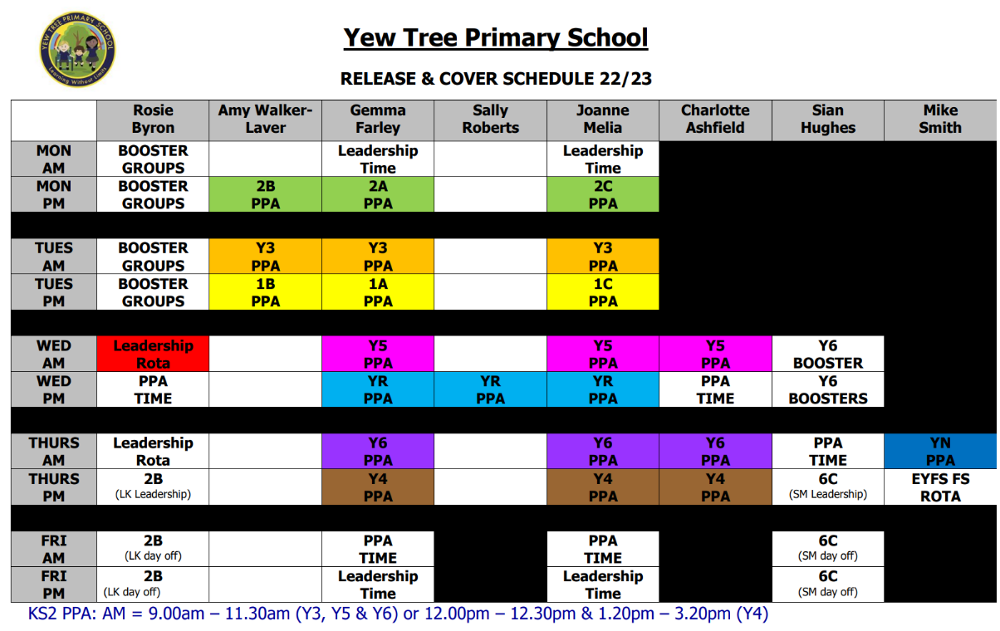 YEW TREE PRIMARY SCHOOL
Learning Without Limits
Yew Tree Primary School
RELEASE & COVER SCHEDULE 22/23
Rosie Amy Walker- Gemma Sally Joanne Charlotte Sian Mike
Byron Laver Farley Roberts Melia Ashfield Hughes Smith
MON BOOSTER Leadership Leadership
AM GROUPS Time Time
MON BOOSTER 2B 2A 2C
PM GROUPS PPA PPA PPA
TUES BOOSTER Y3 Y3 Y3
AM GROUPS PPA PPA PPA
TUES BOOSTER 1B 1A 1C
PM GROUPS PPA PPA PPA
WED Leadership Y5 Y5 Y5 Y6
AM Rota PPA PPA PPA BOOSTER
WED PPA YR YR YR PPA Y6
PM TIME PPA PPA PPA TIME BOOSTERS
THURS Leadership Y6 Y6 Y6 PPA YN
AM Rota PPA PPA PPA TIME PPA
THURS 2B Y4 Y4 Y4 6C EYFS FS
PM (LK Leadership) PPA PPA PPA (SM Leadership) ROTA
FRI 2B PPA PPA 6C
AM (LK day off) TIME TIME (SM day off)
FRI 2B Leadership Leadership 6C
PM (LK day off) Time Time (SM day off)
KS2 PPA: AM = 9.00am – 11.30am (Y3, Y5 & Y6) or 12.00pm – 12.30pm & 1.20pm – 3.20pm (Y4)